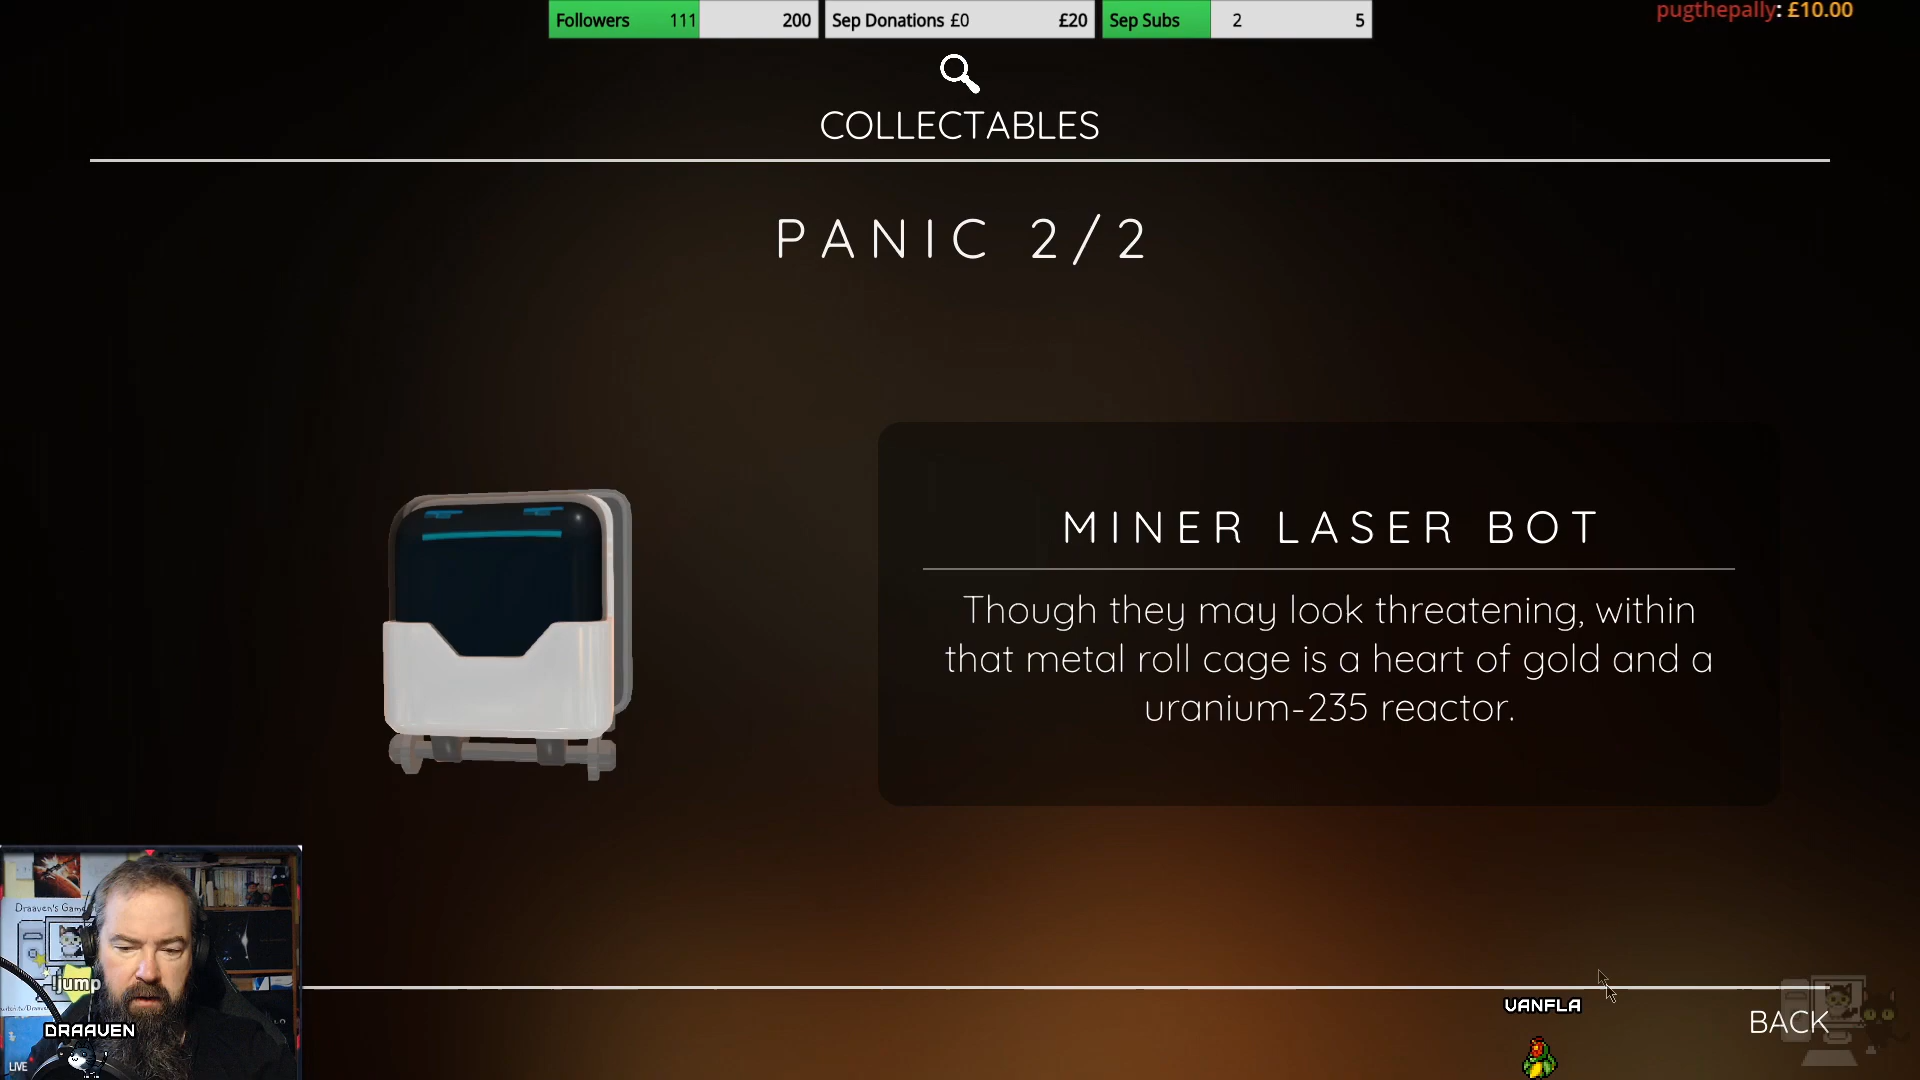 Followers 111 200 Sep Donations £0 £20 Sep Subs 2 5
pugthepally: £10.00
COLLECTABLES
PANIC 2/2
MINER LASER BOT
Though they may look threatening, within
that metal roll cage is a heart of gold and a
uranium-235 reactor.
Draaven's Game
!jump
DRAAVEN
LIVE
VANFLA
BACK